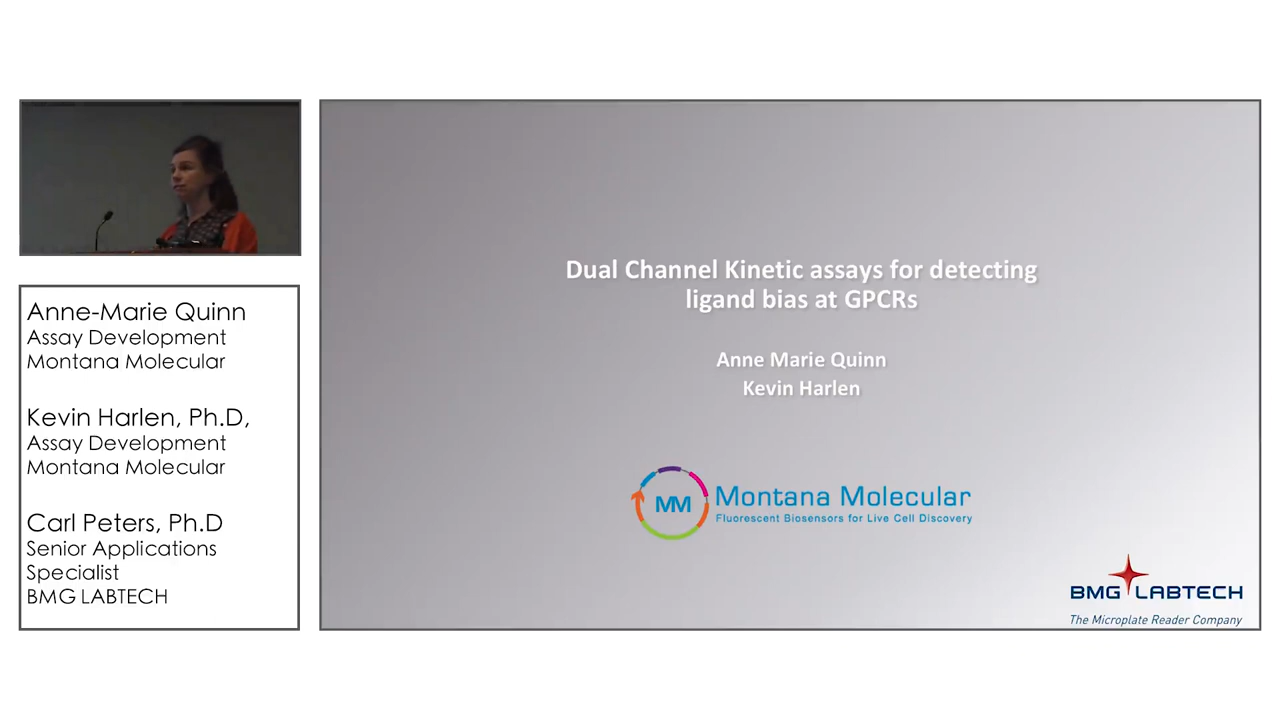 Anne-Marie Quinn
Assay Development
Montana Molecular
Kevin Harlen, Ph.D,
Assay Development
Montana Molecular
Carl Peters, Ph.D
Senior Applications
Specialist
BMG LABTECH
Dual Channel Kinetic assays for detecting
ligand bias at GPCRs
Anne Marie Quinn
Kevin Harlen
MM
Montana Molecular
Fluorescent Biosensors for Live Cell Discovery
BMG LABTECH
The Microplate Reader Company